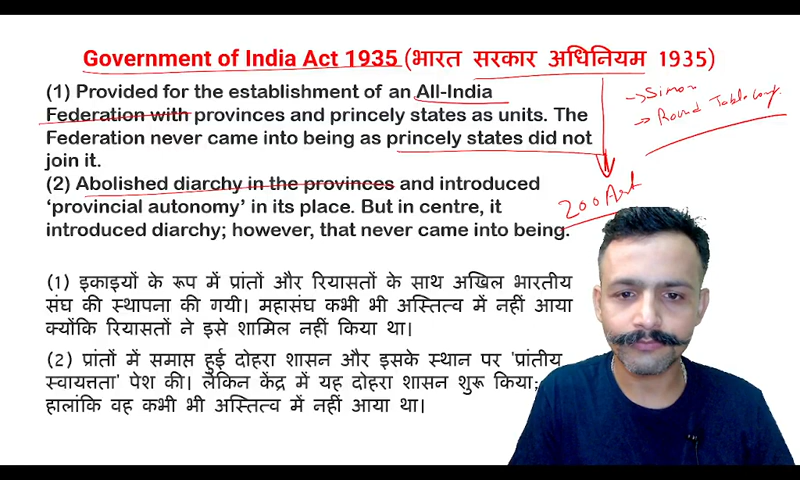 Government of India Act 1935 (भारत सरकार अधिनियम 1935)
(1) Provided for the establishment of an All-India
Federation with provinces and princely states as units. The
Federation never came into being as princely states did not
join it.
(2) Abolished diarchy in the provinces and introduced
‘provincial autonomy’ in its place. But in centre, it
introduced diarchy; however, that never came into being.
→ Simon
→ Round Table Conf.
200 Art
(1) इकाइयों के रूप में प्रांतों और रियासतों के साथ अखिल भारतीय
संघ की स्थापना की गयी। महासंघ कभी भी अस्तित्व में नहीं आया
क्योंकि रियासतों ने इसे शामिल नहीं किया था।
(2) प्रांतों में समाप्त हुई दोहरा शासन और इसके स्थान पर 'प्रांतीय
स्वायत्तता' पेश की। लेकिन केंद्र में यह दोहरा शासन शुरू किया;
हालांकि वह कभी भी अस्तित्व में नहीं आया था।